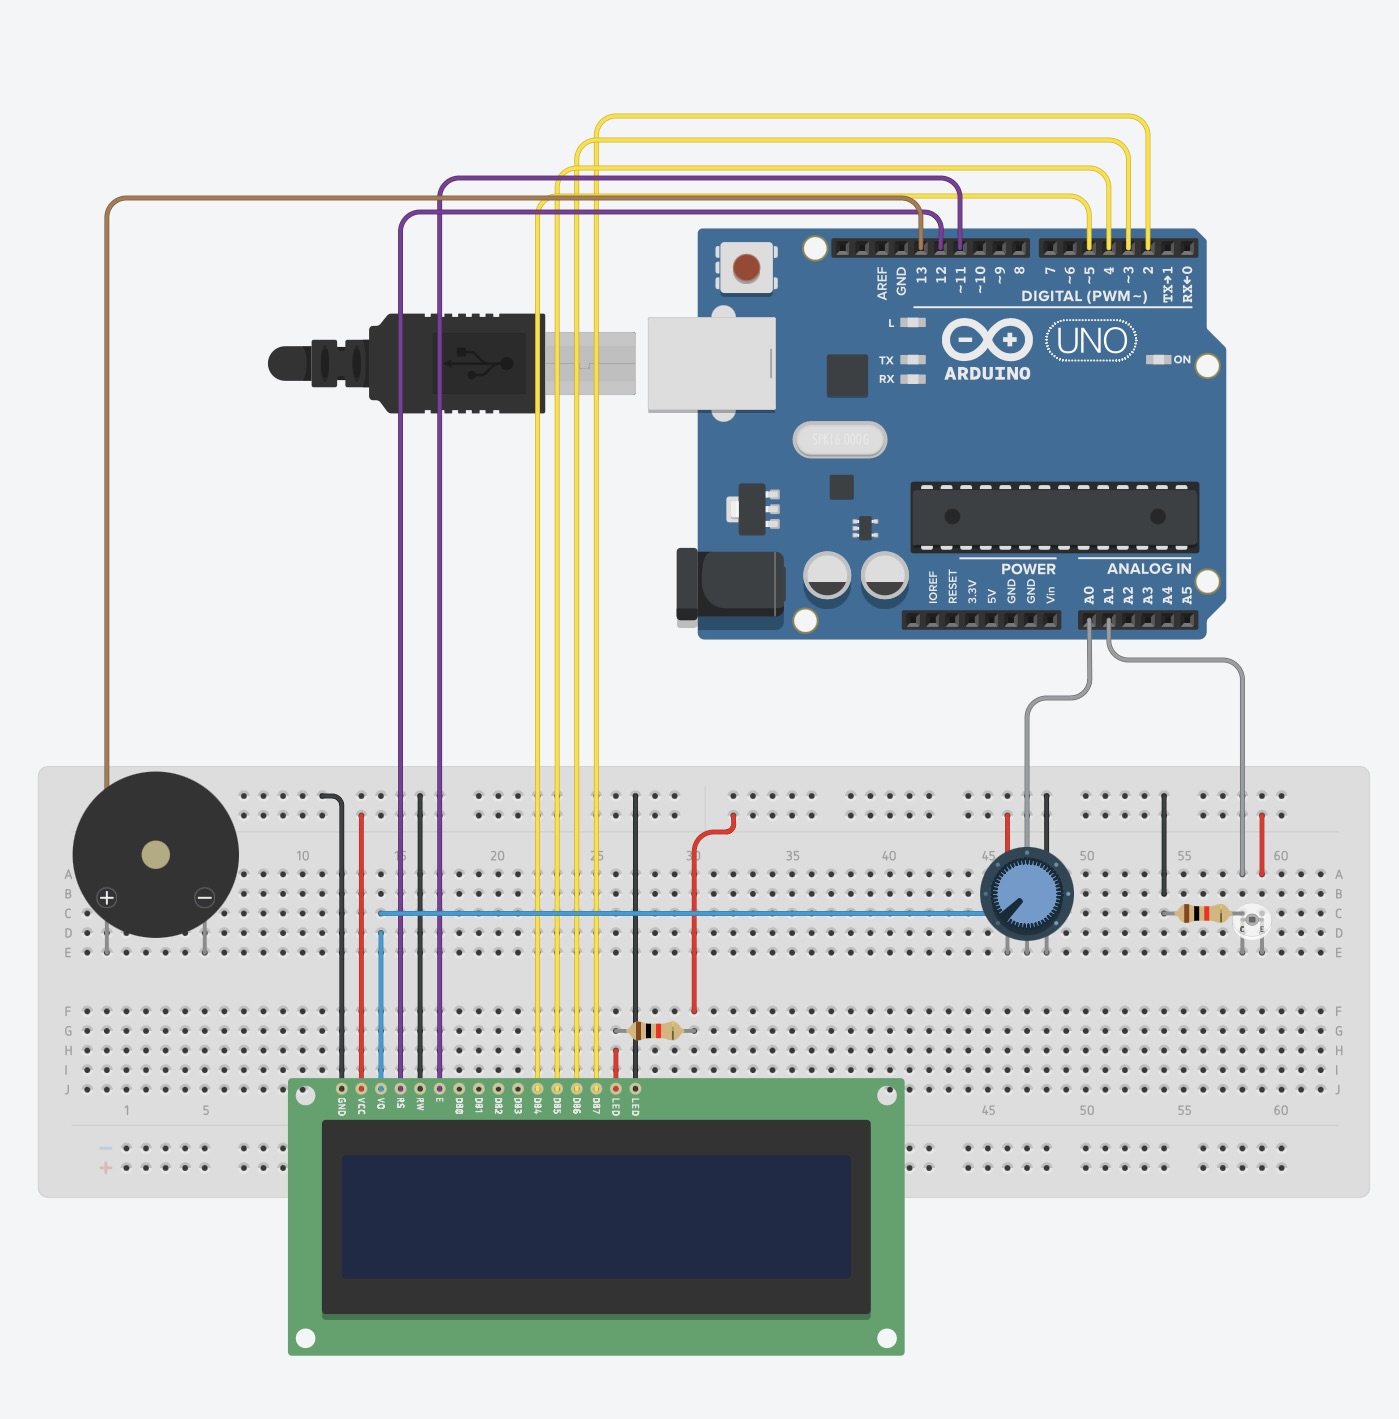 AREF GND 13 12 ~11 ~10 ~9 8 7 ~6 ~5 4 ~3 2 TX→1 RX←0
DIGITAL (PWM~)
L
TX
RX
UNO
ARDUINO
ON
SPK16.000G
POWER ANALOG IN
IOREF RESET 3.3V 5V GND GND Vin A0 A1 A2 A3 A4 A5
10 15 20 25 30 35 40 45 50 55 60
A A
B B
C C
D D
E E
+ −
C E
F F
G G
H H
I I
J J
GND VCC VO RS RW E DB0 DB1 DB2 DB3 DB4 DB5 DB6 DB7 LED LED
1 5 45 50 55 60
−
+